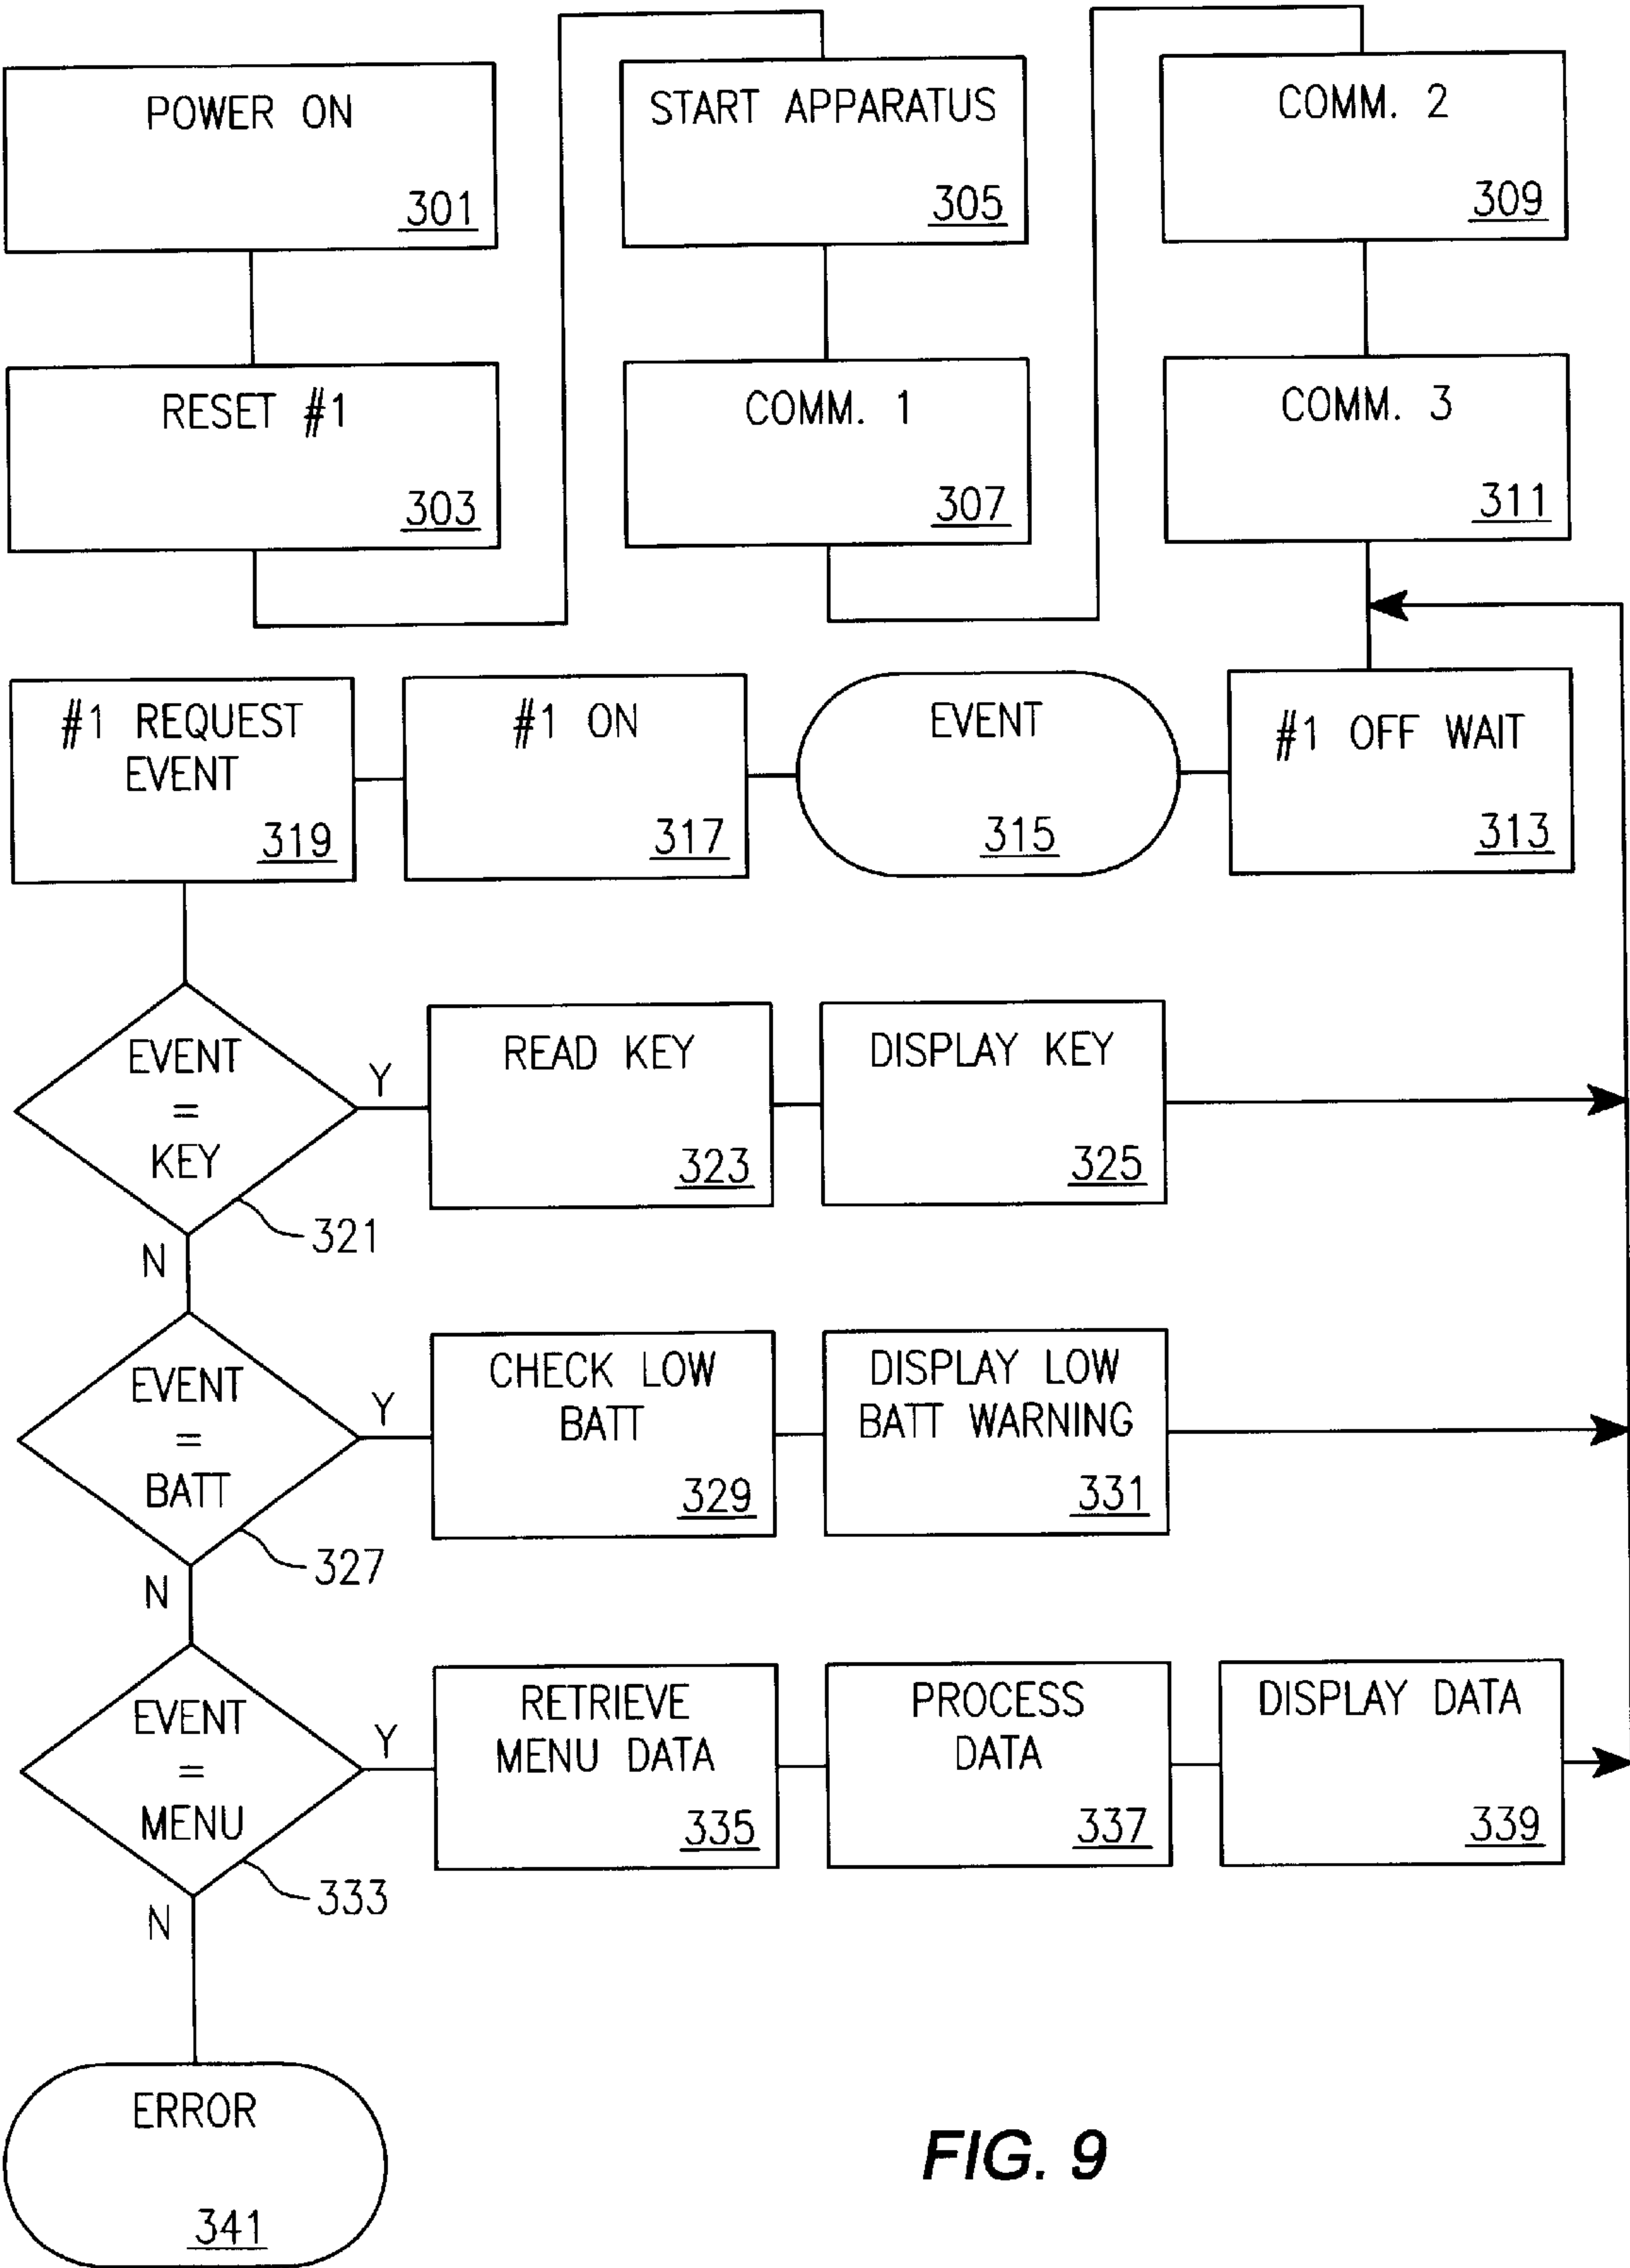 POWER ON
301
RESET #1
303
START APPARATUS
305
COMM. 1
307
COMM. 2
309
COMM. 3
311
#1 OFF WAIT
313
EVENT
315
#1 ON
317
#1 REQUEST
EVENT
319
EVENT
=
KEY
321
Y
N
READ KEY
323
DISPLAY KEY
325
EVENT
=
BATT
327
Y
N
CHECK LOW
BATT
329
DISPLAY LOW
BATT WARNING
331
EVENT
=
MENU
333
Y
N
RETRIEVE
MENU DATA
335
PROCESS
DATA
337
DISPLAY DATA
339
ERROR
341
FIG. 9